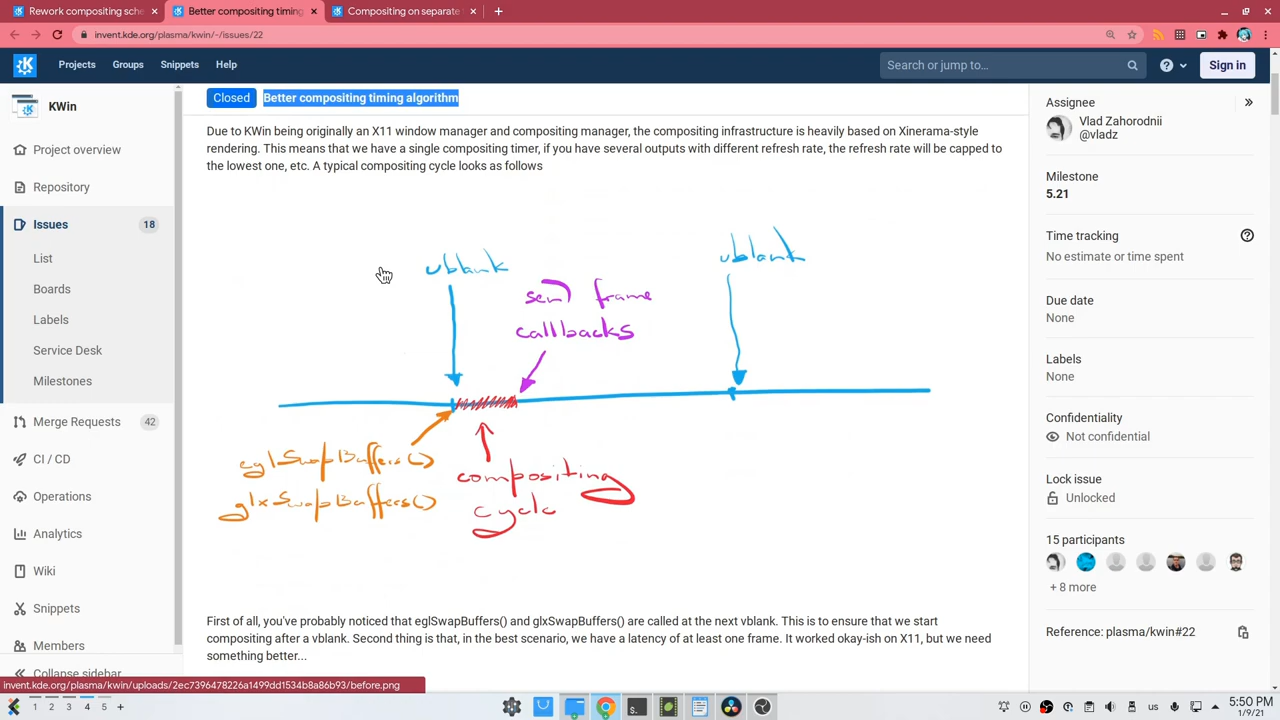 Rework compositing sche
Better compositing timing
Compositing on separate t
invent.kde.org/plasma/kwin/-/issues/22
Projects
Groups
Snippets
Help
Search or jump to...
Sign in
KWin
Project overview
Repository
Issues
18
List
Boards
Labels
Service Desk
Milestones
Merge Requests
42
CI / CD
Operations
Analytics
Wiki
Snippets
Members
Collapse sidebar
Closed
Better compositing timing algorithm
Due to KWin being originally an X11 window manager and compositing manager, the compositing infrastructure is heavily based on Xinerama-style
rendering. This means that we have a single compositing timer, if you have several outputs with different refresh rate, the refresh rate will be capped to
the lowest one, etc. A typical compositing cycle looks as follows
vblank
vblank
send frame
callbacks
eglSwapBuffers()
glxSwapBuffers()
compositing
cycle
First of all, you've probably noticed that eglSwapBuffers() and glxSwapBuffers() are called at the next vblank. This is to ensure that we start
compositing after a vblank. Second thing is that, in the best scenario, we have a latency of at least one frame. It worked okay-ish on X11, but we need
something better...
Assignee
Vlad Zahorodnii
@vladz
Milestone
5.21
Time tracking
No estimate or time spent
Due date
None
Labels
None
Confidentiality
Not confidential
Lock issue
Unlocked
15 participants
+ 8 more
Reference: plasma/kwin#22
invent.kde.org/plasma/kwin/uploads/2ec7396478226a1499dd1534b8a86b93/before.png
1
2
3
4
5
us
5:50 PM
1/9/21